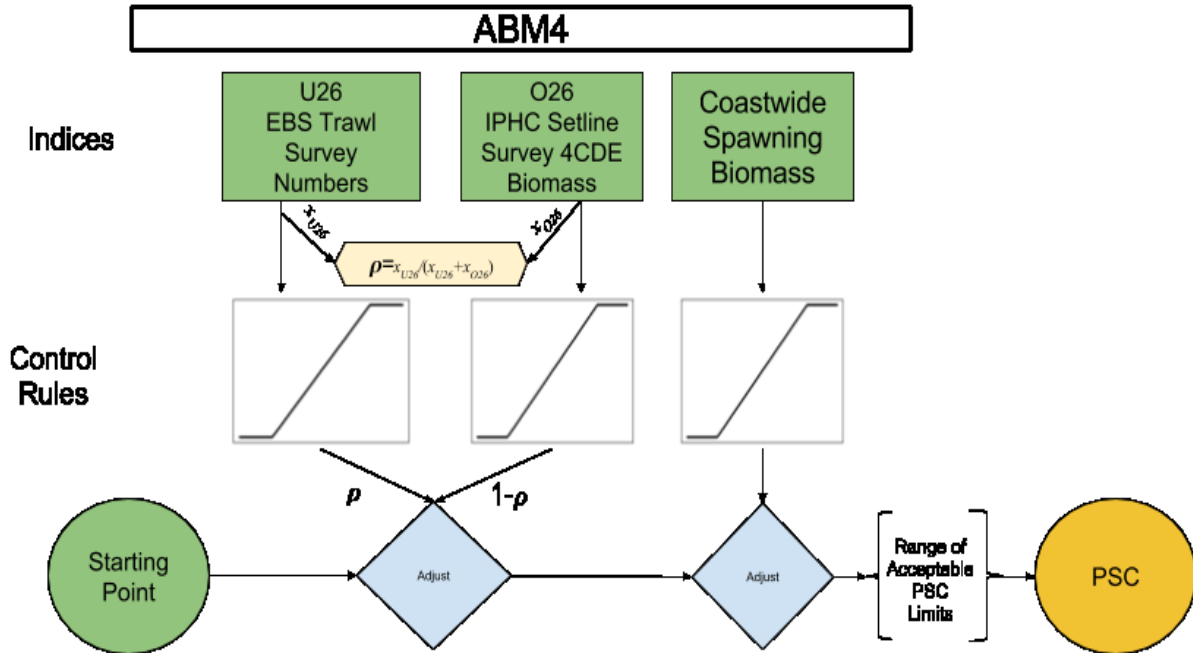 ABM4
Indices
U26
EBS Trawl
Survey
Numbers
O26
IPHC Setline
Survey 4CDE
Biomass
Coastwide
Spawning
Biomass
x_U26
x_O26
ρ=x_U26/(x_U26+x_O26)
Control
Rules
ρ
1-ρ
Starting
Point
Adjust
Adjust
Range of
Acceptable
PSC
Limits
PSC